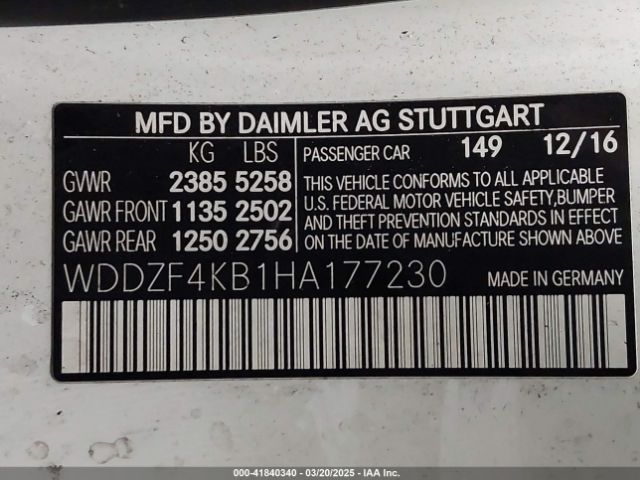 MFD BY DAIMLER AG STUTTGART
KG LBS
GVWR 2385 5258
GAWR FRONT 1135 2502
GAWR REAR 1250 2756
PASSENGER CAR 149 12/16
THIS VEHICLE CONFORMS TO ALL APPLICABLE
U.S. FEDERAL MOTOR VEHICLE SAFETY,BUMPER
AND THEFT PREVENTION STANDARDS IN EFFECT
ON THE DATE OF MANUFACTURE SHOWN ABOVE.
WDDZF4KB1HA177230 MADE IN GERMANY
000-41840340 - 03/20/2025 - IAA Inc.